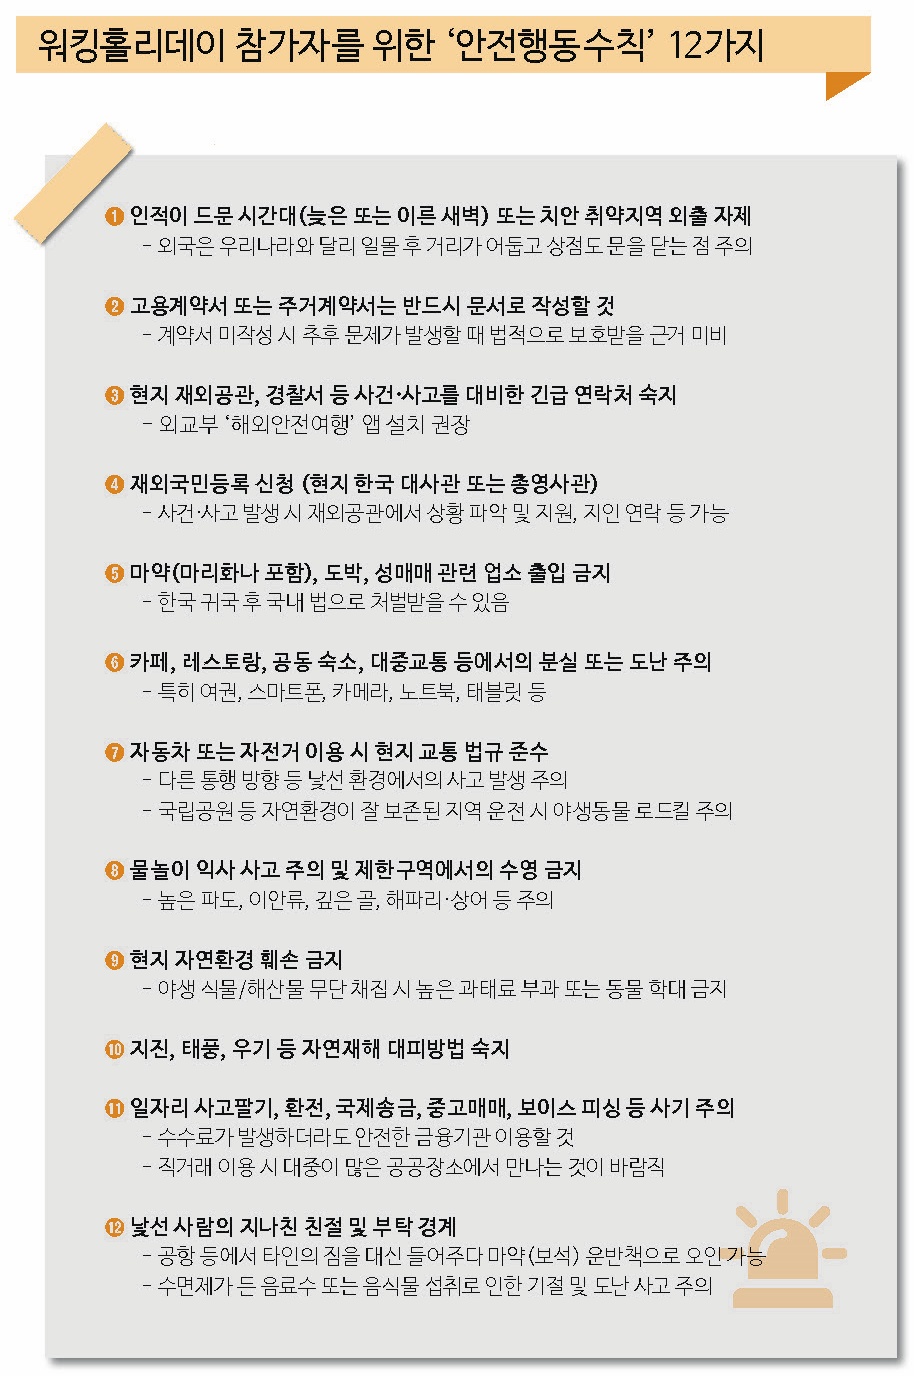 워킹홀리데이 참가자를 위한 ‘안전행동수칙’ 12가지
❶ 인적이 드문 시간대(늦은 또는 이른 새벽) 또는 치안 취약지역 외출 자제
- 외국은 우리나라와 달리 일몰 후 거리가 어둡고 상점도 문을 닫는 점 주의
❷ 고용계약서 또는 주거계약서는 반드시 문서로 작성할 것
- 계약서 미작성 시 추후 문제가 발생할 때 법적으로 보호받을 근거 미비
❸ 현지 재외공관, 경찰서 등 사건·사고를 대비한 긴급 연락처 숙지
- 외교부 ‘해외안전여행’ 앱 설치 권장
❹ 재외국민등록 신청 (현지 한국 대사관 또는 총영사관)
- 사건·사고 발생 시 재외공관에서 상황 파악 및 지원, 지인 연락 등 가능
❺ 마약(마리화나 포함), 도박, 성매매 관련 업소 출입 금지
- 한국 귀국 후 국내 법으로 처벌받을 수 있음
❻ 카페, 레스토랑, 공동 숙소, 대중교통 등에서의 분실 또는 도난 주의
- 특히 여권, 스마트폰, 카메라, 노트북, 태블릿 등
❼ 자동차 또는 자전거 이용 시 현지 교통 법규 준수
- 다른 통행 방향 등 낯선 환경에서의 사고 발생 주의
- 국립공원 등 자연환경이 잘 보존된 지역 운전 시 야생동물 로드킬 주의
❽ 물놀이 익사 사고 주의 및 제한구역에서의 수영 금지
- 높은 파도, 이안류, 깊은 골, 해파리·상어 등 주의
❾ 현지 자연환경 훼손 금지
- 야생 식물/해산물 무단 채집 시 높은 과태료 부과 또는 동물 학대 금지
❿ 지진, 태풍, 우기 등 자연재해 대피방법 숙지
⓫ 일자리 사고팔기, 환전, 국제송금, 중고매매, 보이스 피싱 등 사기 주의
- 수수료가 발생하더라도 안전한 금융기관 이용할 것
- 직거래 이용 시 대중이 많은 공공장소에서 만나는 것이 바람직
⓬ 낯선 사람의 지나친 친절 및 부탁 경계
- 공항 등에서 타인의 짐을 대신 들어주다 마약(보석) 운반책으로 오인 가능
- 수면제가 든 음료수 또는 음식물 섭취로 인한 기절 및 도난 사고 주의